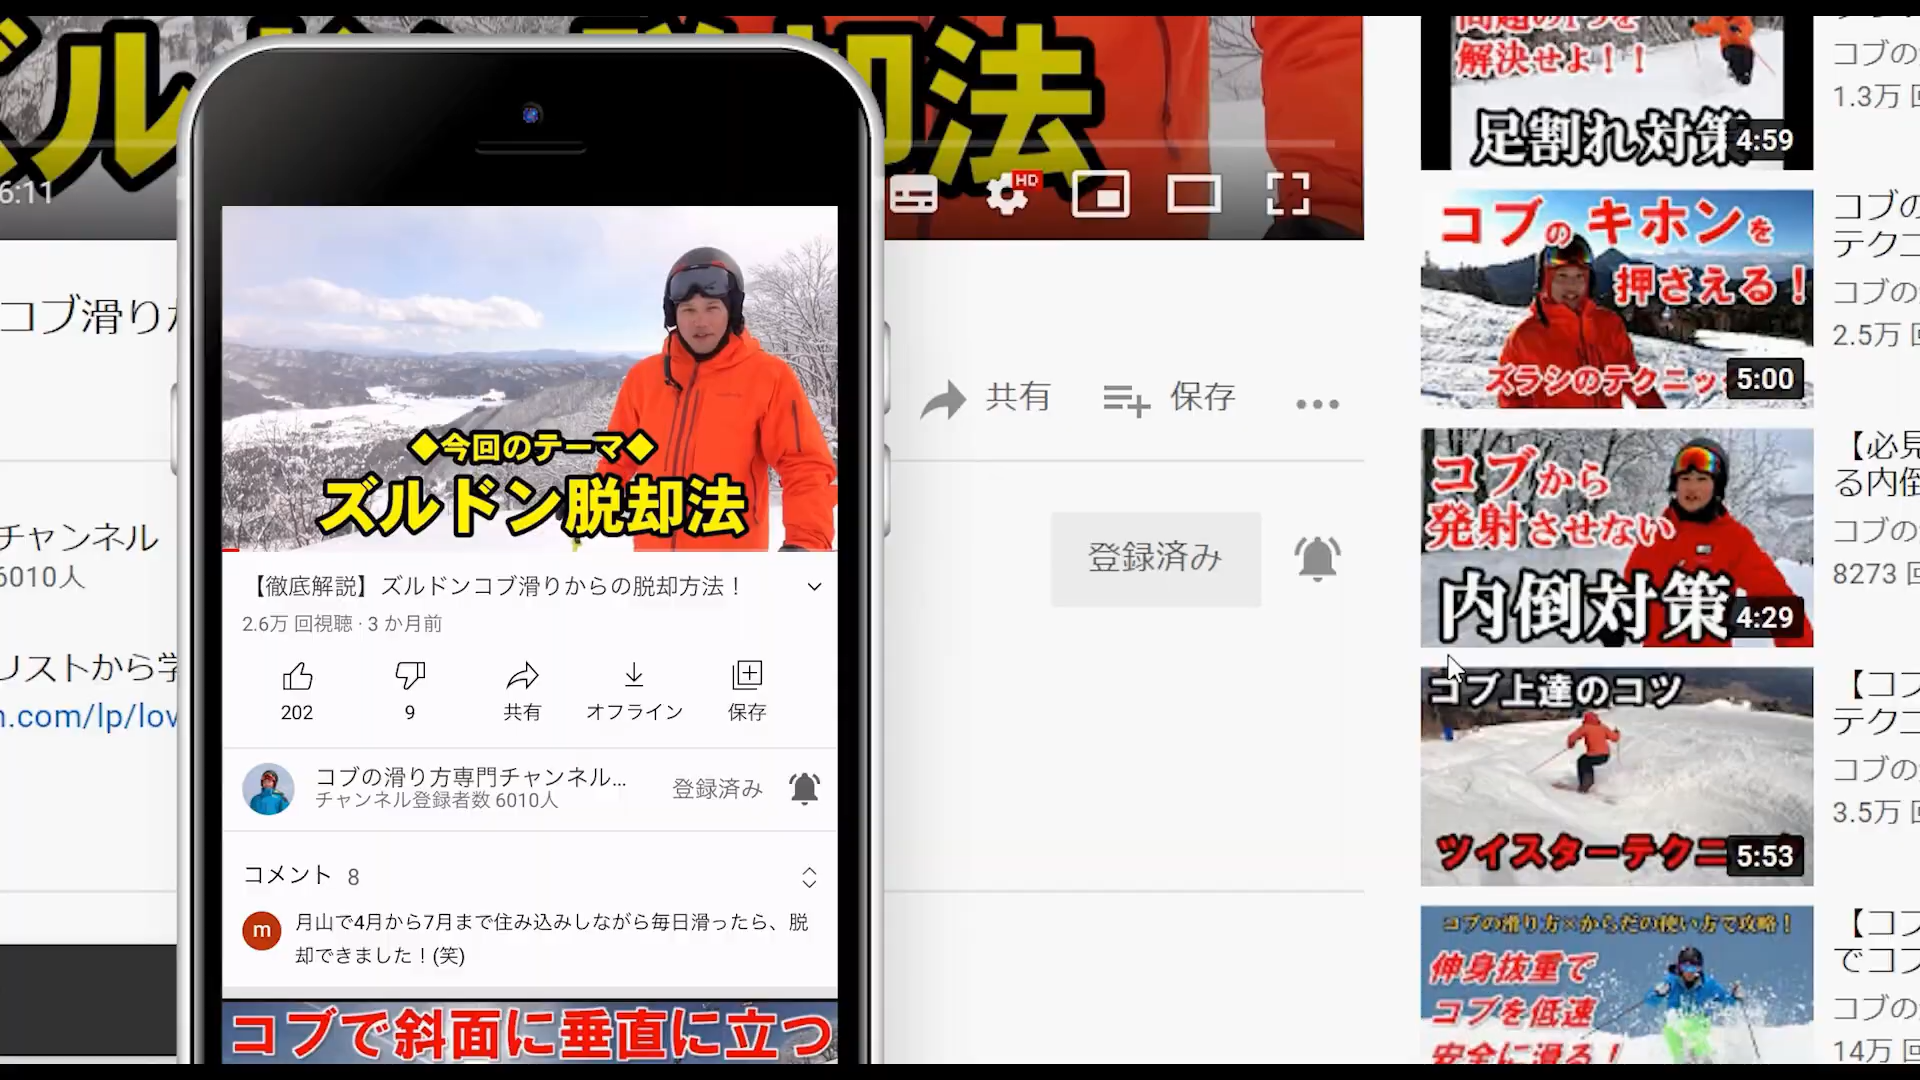 6:11
HD
コブ滑り
チャンネル
6010人
リストから学
n.com/lp/lov
◆今回のテーマ◆
ズルドン脱却法
【徹底解説】ズルドンコブ滑りからの脱却方法！
2.6万 回視聴・3 か月前
202
9
共有
オフライン
保存
コブの滑り方専門チャンネル...
チャンネル登録者数 6010人
登録済み
コメント 8
m
月山で4月から7月まで住み込みしながら毎日滑ったら、脱
却できました！(笑)
コブで斜面に垂直に立つ
共有
保存
登録済み
解決せよ！！
足割れ対策
4:59
コブの
1.3万 回
コブのキホンを
押さえる！
ズラシのテクニッ
5:00
コブの
テクニ
コブの
2.5万 回
コブから
発射させない
内倒対策
4:29
【必見
る内倒
コブの
8273 回
コブ上達のコツ
ツイスターテクニ
5:53
【コブ
テクニ
コブの
3.5万 回
コブの滑り方×からだの使い方で攻略！
伸身抜重で
コブを低速
安全に滑る！
【コブ
でコブ
コブの
14万 回